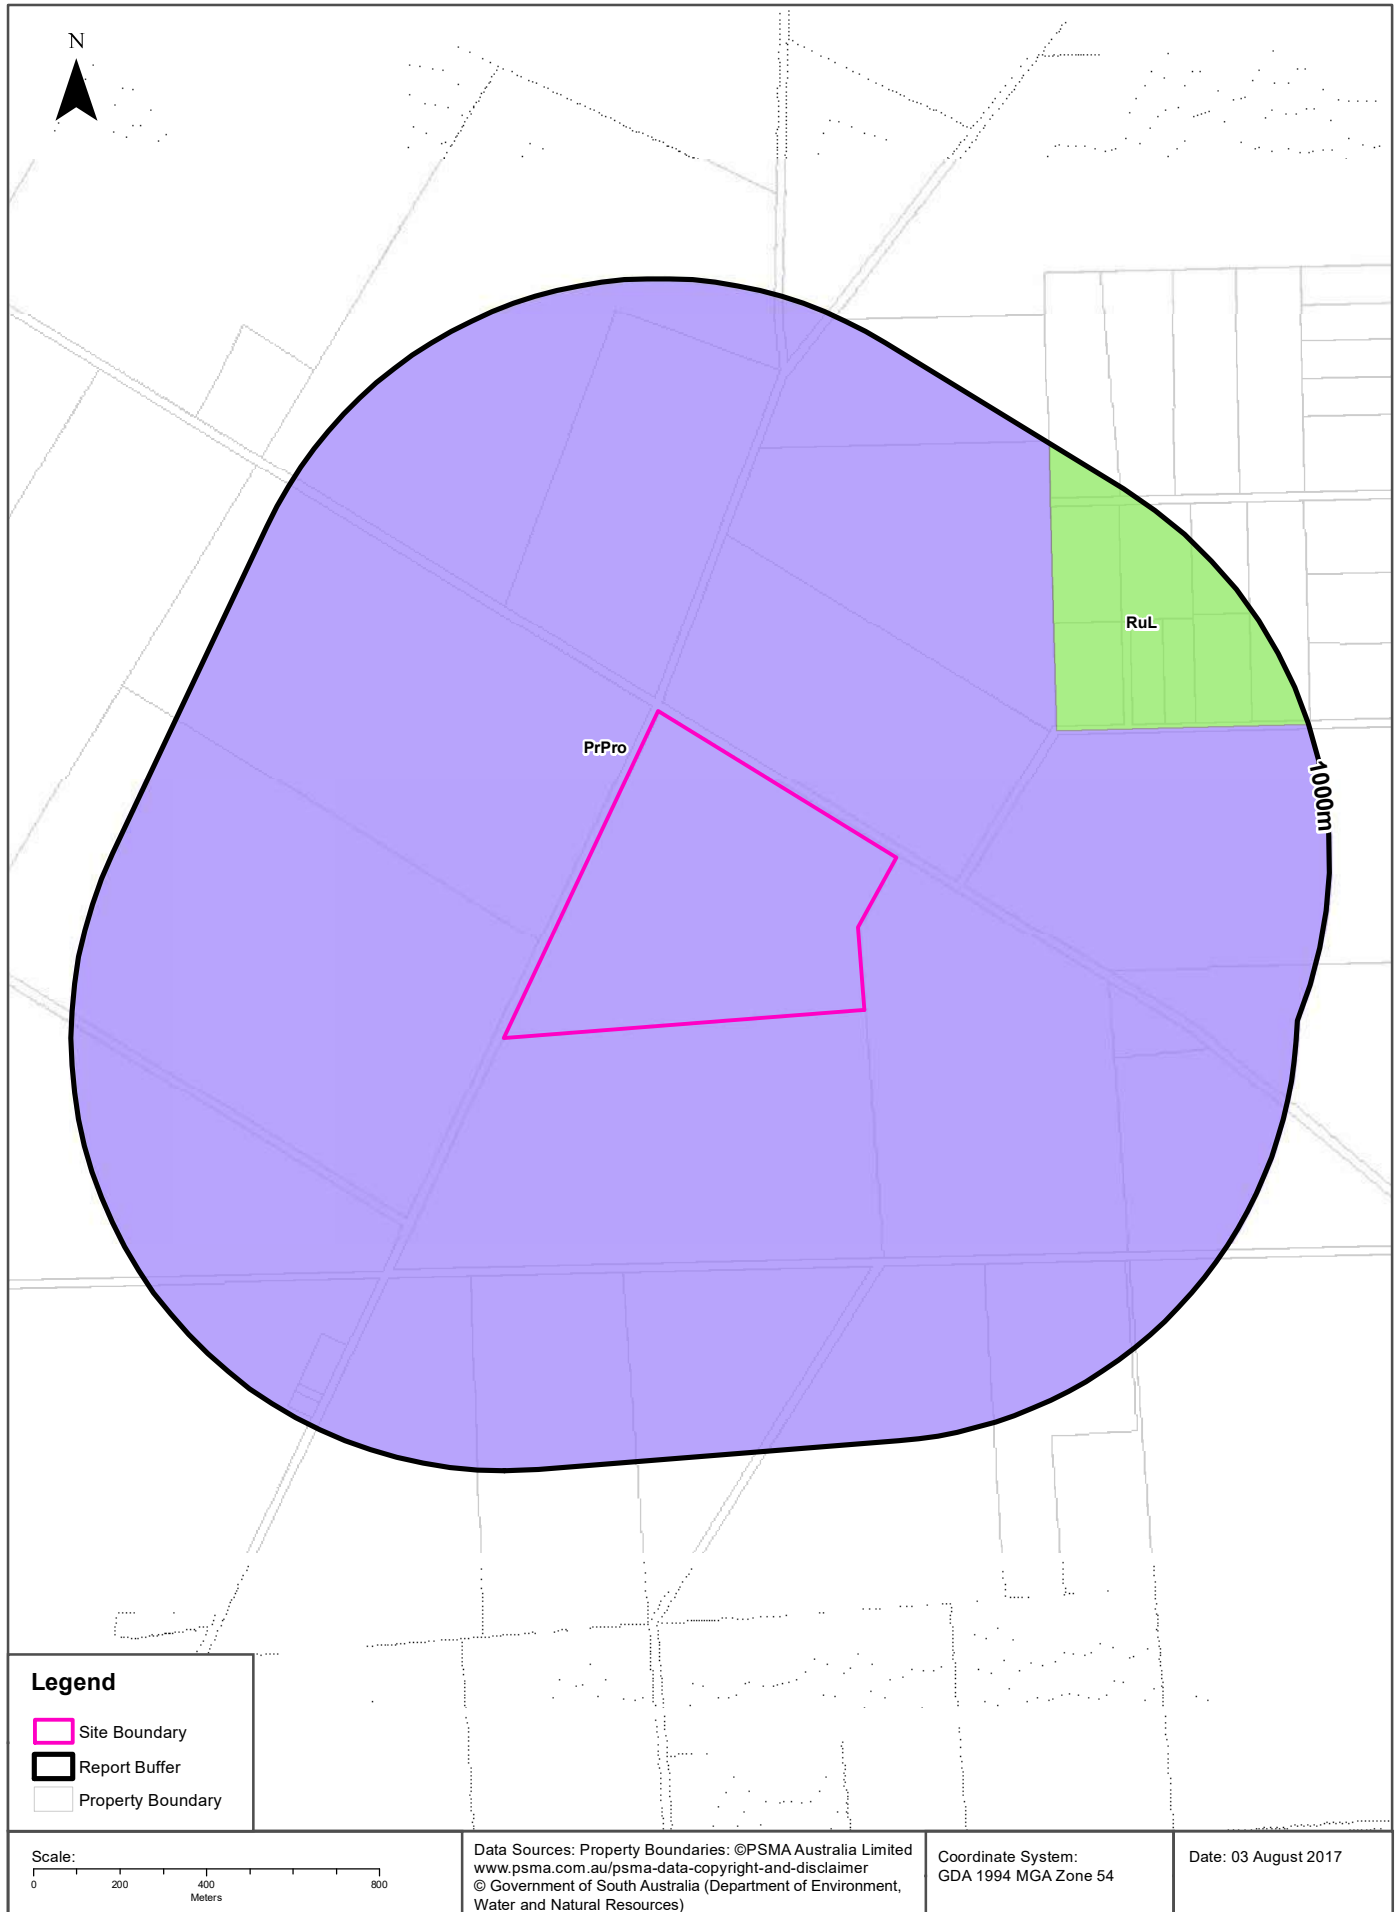 N
RuL
PrPro
1000m
Legend
Site Boundary
Report Buffer
Property Boundary
Scale:
0 200 400 800
Meters
Data Sources: Property Boundaries: ©PSMA Australia Limited
www.psma.com.au/psma-data-copyright-and-disclaimer
© Government of South Australia (Department of Environment,
Water and Natural Resources)
Coordinate System:
GDA 1994 MGA Zone 54
Date: 03 August 2017